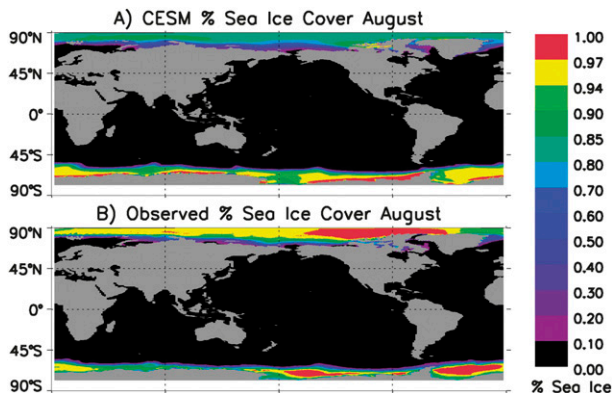 A) CESM % Sea Ice Cover August
90°N
45°N
0°
45°S
90°S
B) Observed % Sea Ice Cover August
90°N
45°N
0°
45°S
90°S
1.00
0.97
0.94
0.90
0.85
0.80
0.70
0.60
0.50
0.40
0.30
0.20
0.10
0.00
% Sea Ice